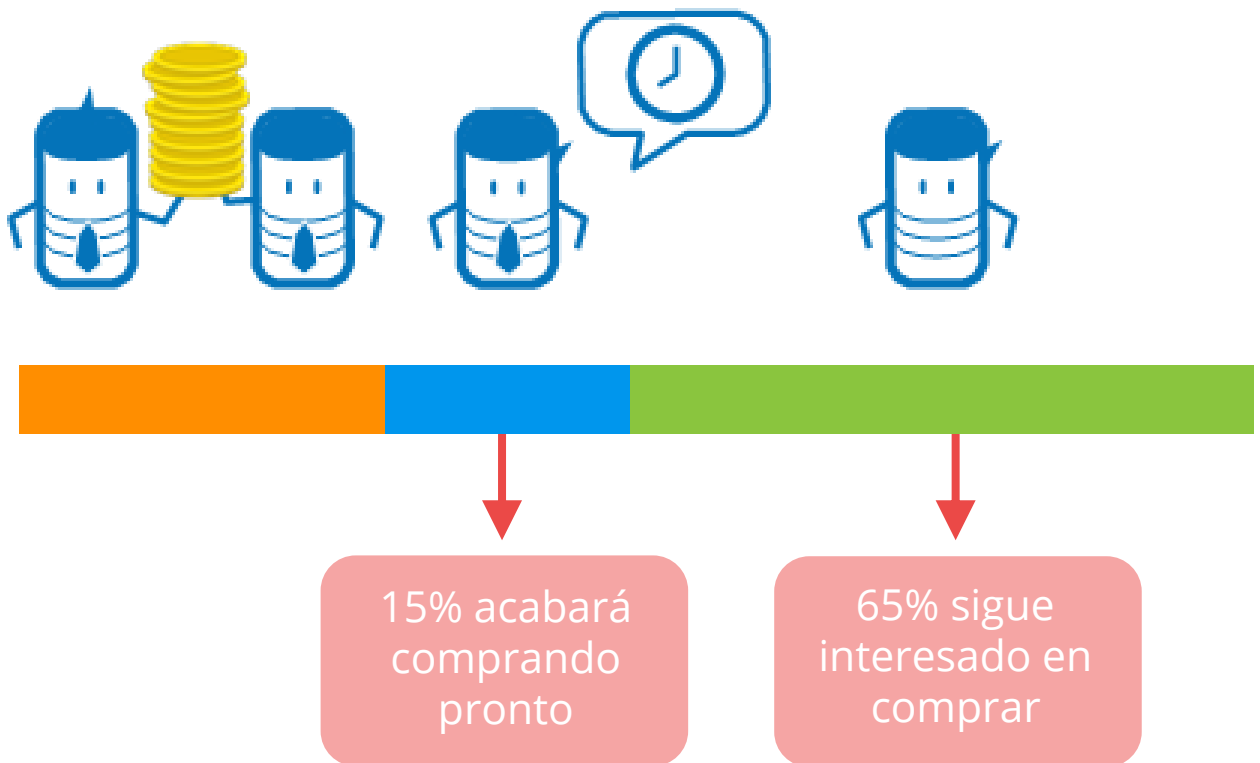 15% acabará
comprando
pronto
65% sigue
interesado en
comprar